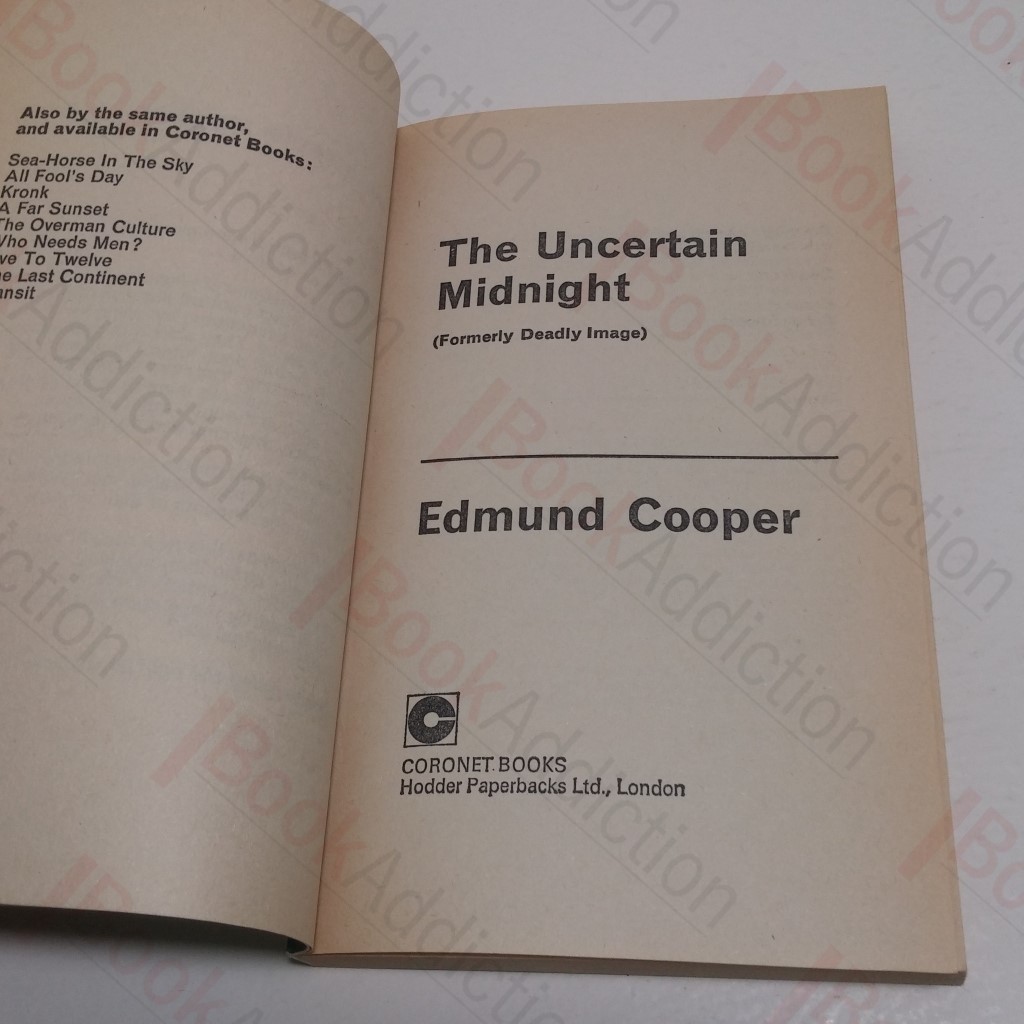 Also by the same author,
and available in Coronet Books:
Sea-Horse In The Sky
All Fool's Day
Kronk
A Far Sunset
The Overman Culture
Who Needs Men?
ve To Twelve
e Last Continent
nsit
The Uncertain
Midnight
(Formerly Deadly Image)
Edmund Cooper
C
CORONET BOOKS
Hodder Paperbacks Ltd., London
BookAddiction